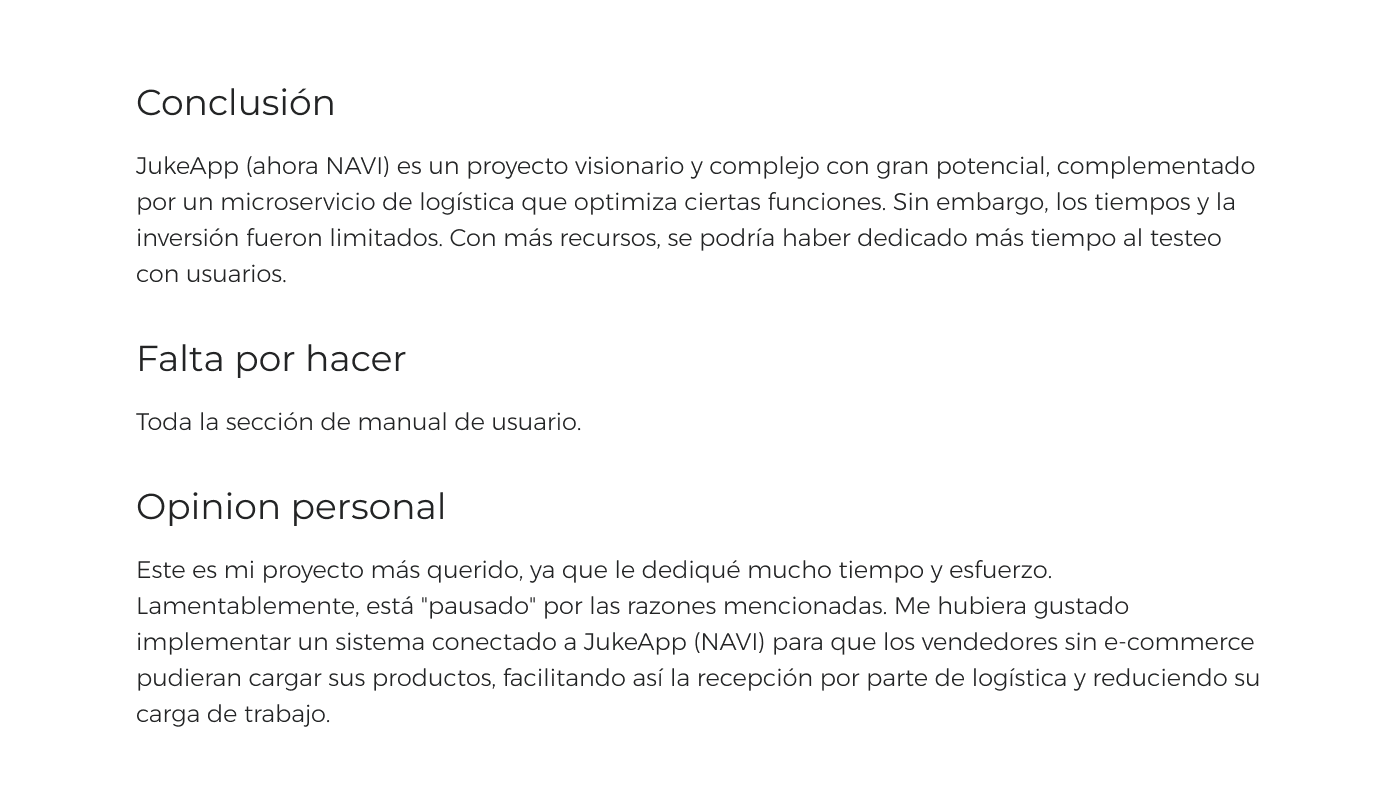 Conclusión
JukeApp (ahora NAVI) es un proyecto visionario y complejo con gran potencial, complementado
por un microservicio de logística que optimiza ciertas funciones. Sin embargo, los tiempos y la
inversión fueron limitados. Con más recursos, se podría haber dedicado más tiempo al testeo
con usuarios.
Falta por hacer
Toda la sección de manual de usuario.
Opinion personal
Este es mi proyecto más querido, ya que le dediqué mucho tiempo y esfuerzo.
Lamentablemente, está "pausado" por las razones mencionadas. Me hubiera gustado
implementar un sistema conectado a JukeApp (NAVI) para que los vendedores sin e-commerce
pudieran cargar sus productos, facilitando así la recepción por parte de logística y reduciendo su
carga de trabajo.